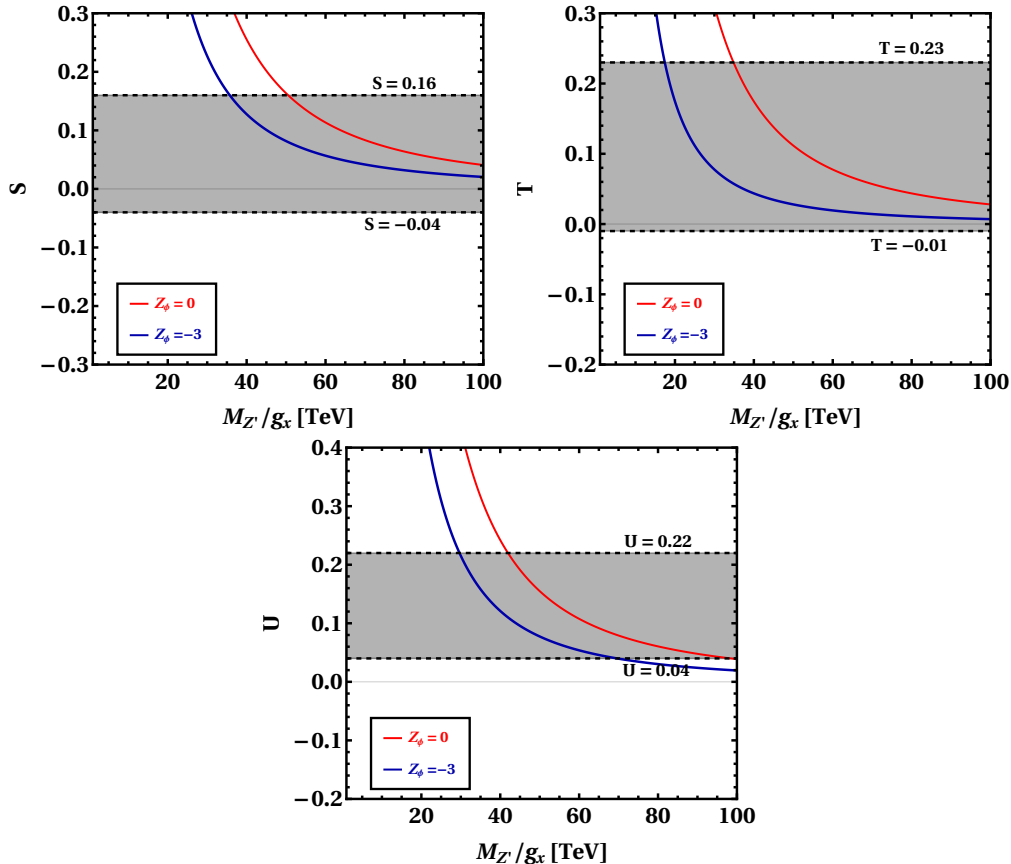 0.3
0.2
0.1
0.0
−0.1
−0.2
−0.3
S
S = 0.16
S = −0.04
Z_ϕ = 0
Z_ϕ = −3
20 40 60 80 100
M_Z'/g_x [TeV]
0.3
0.2
0.1
0.0
−0.1
−0.2
T
T = 0.23
T = −0.01
Z_ϕ = 0
Z_ϕ = −3
20 40 60 80 100
M_Z'/g_x [TeV]
0.4
0.3
0.2
0.1
0.0
−0.1
−0.2
U
U = 0.22
U = 0.04
Z_ϕ = 0
Z_ϕ = −3
20 40 60 80 100
M_Z'/g_x [TeV]